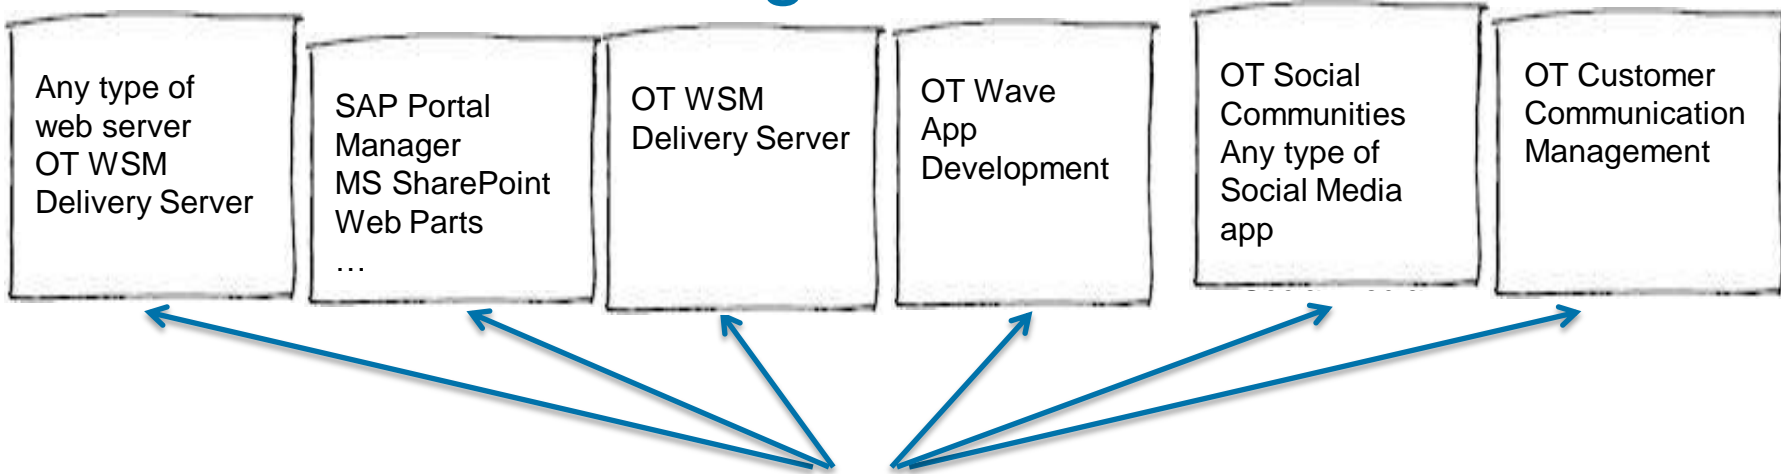 Any type of
web server
OT WSM
Delivery Server
SAP Portal
Manager
MS SharePoint
Web Parts
…
OT WSM
Delivery Server
OT Wave
App
Development
OT Social
Communities
Any type of
Social Media
app
OT Customer
Communication
Management